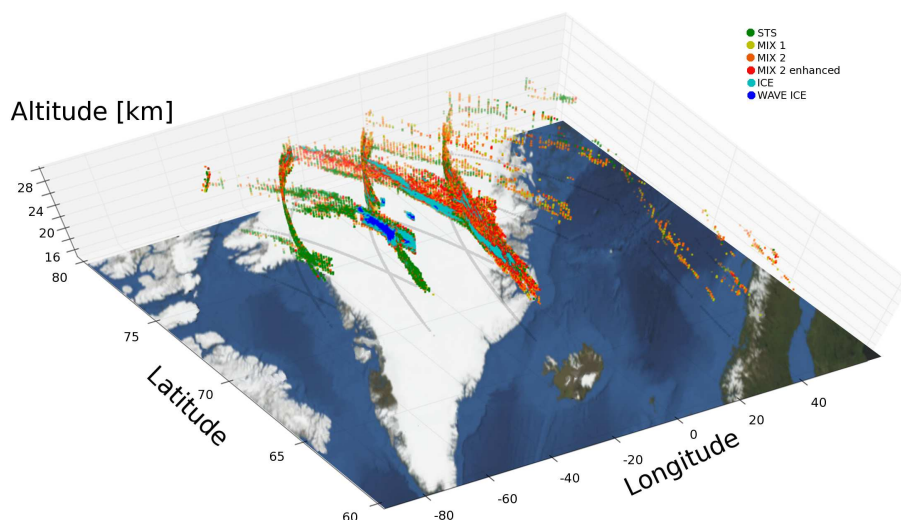 STS
MIX 1
MIX 2
MIX 2 enhanced
ICE
WAVE ICE
Altitude [km]
28
24
20
16
80
75
70
65
60
Latitude
-80
-60
-40
-20
0
20
40
Longitude